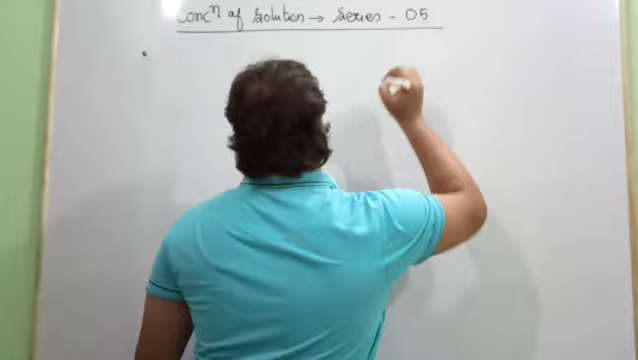 Concⁿ of solution → Series - 05